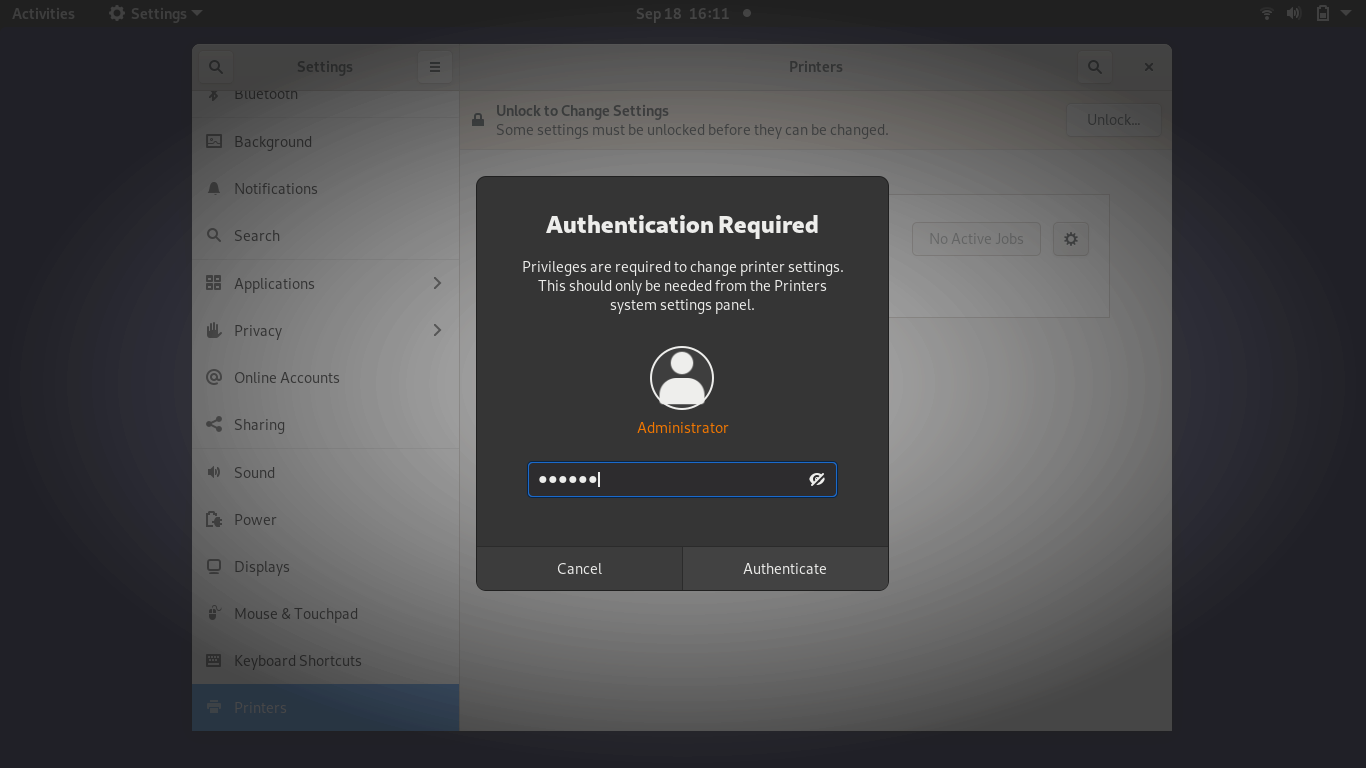 Activities
Settings
Sep 18 16:11
Settings
Printers
Bluetooth
Background
Notifications
Search
Applications
Privacy
Online Accounts
Sharing
Sound
Power
Displays
Mouse & Touchpad
Keyboard Shortcuts
Printers
Unlock to Change Settings
Some settings must be unlocked before they can be changed.
Unlock...
No Active Jobs
Authentication Required
Privileges are required to change printer settings.
This should only be needed from the Printers
system settings panel.
Administrator
Cancel
Authenticate